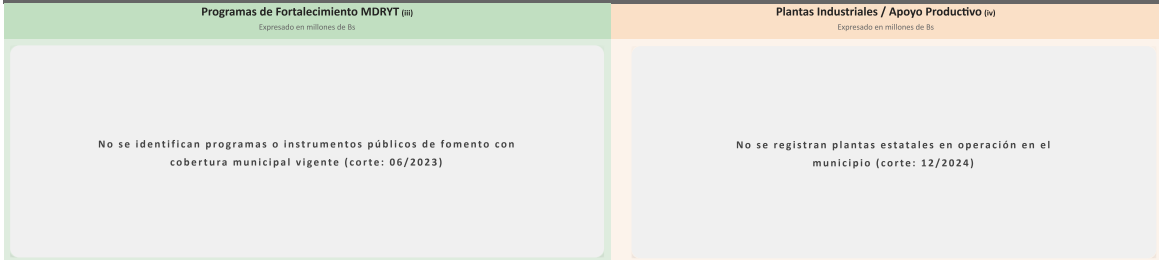 Programas de Fortalecimiento MDRYT (iii)
Expresado en millones de Bs
No se identifican programas o instrumentos públicos de fomento con
cobertura municipal vigente (corte: 06/2023)
Plantas Industriales / Apoyo Productivo (iv)
Expresado en millones de Bs
No se registran plantas estatales en operación en el
municipio (corte: 12/2024)